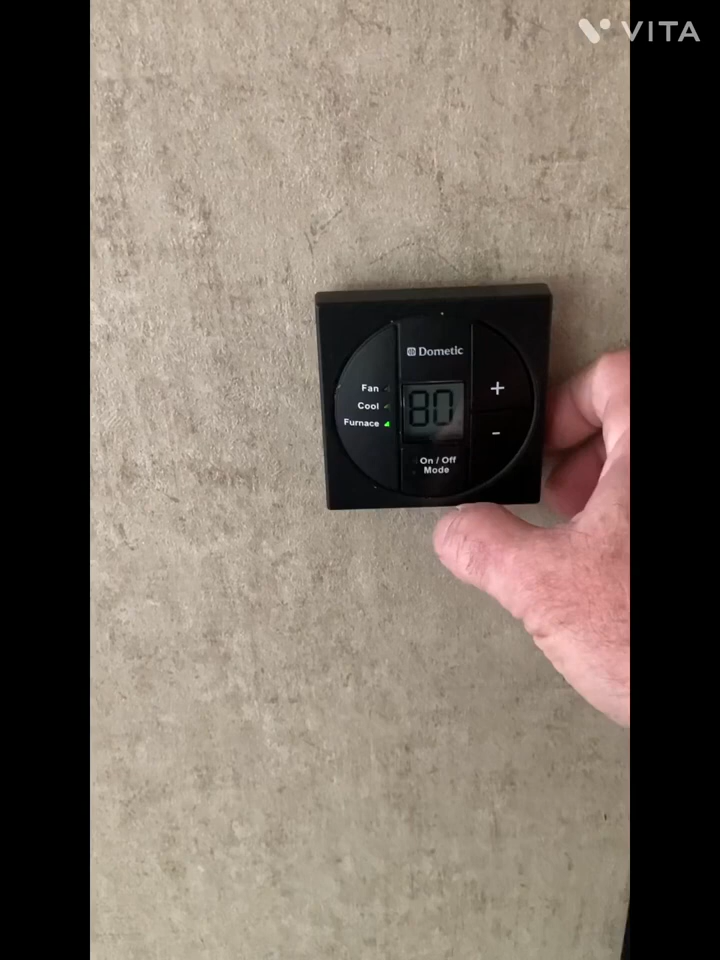 VITA
Dometic
Fan
Cool
Furnace
80
+
-
On / Off
Mode